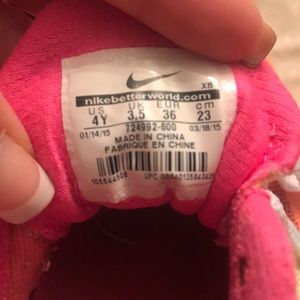 XB
nikebetterworld.com
US UK EUR cm
4Y 3.5 36 23
01/14/15 724992-600 03/18/15
MADE IN CHINA
FABRIQUE EN CHINE
UPC